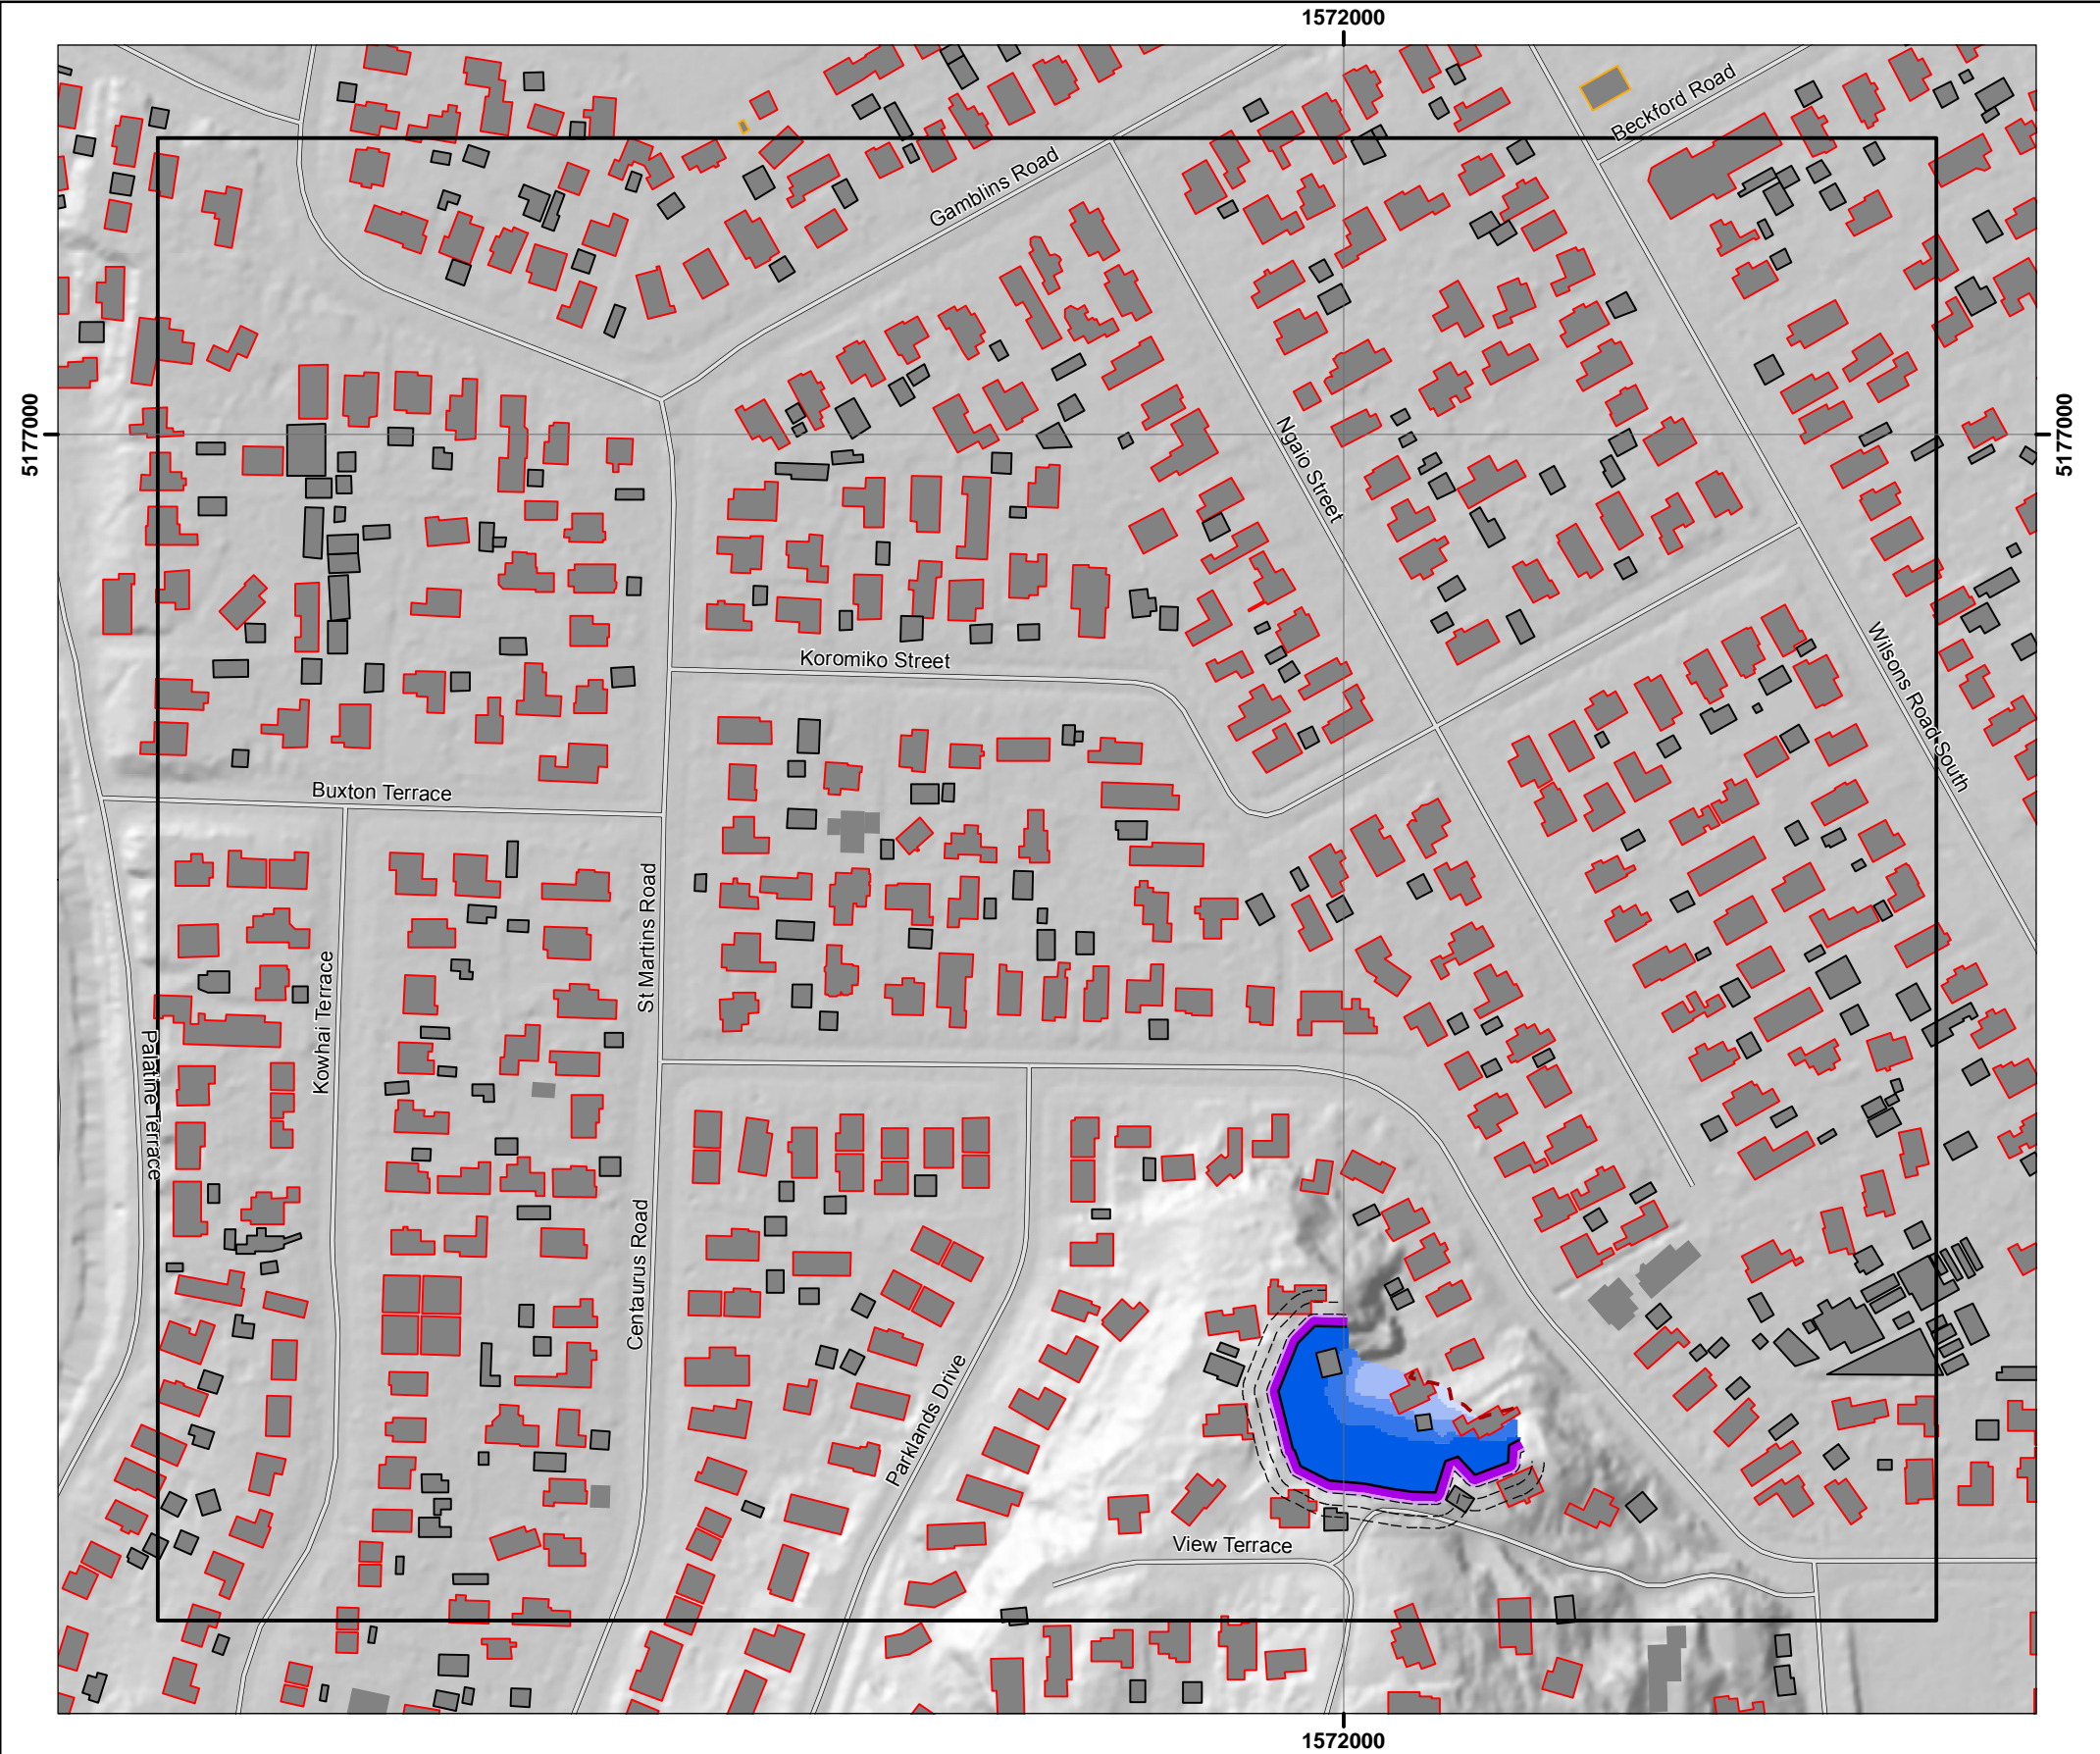 1572000
Beckford Road
Gamblins Road
5177000
5177000
Ngaio Street
Koromiko Street
Wilsons Road South
Buxton Terrace
St Martins Road
Kowhai Terrace
Palatine Terrace
Centaurus Road
Parklands Drive
View Terrace
1572000